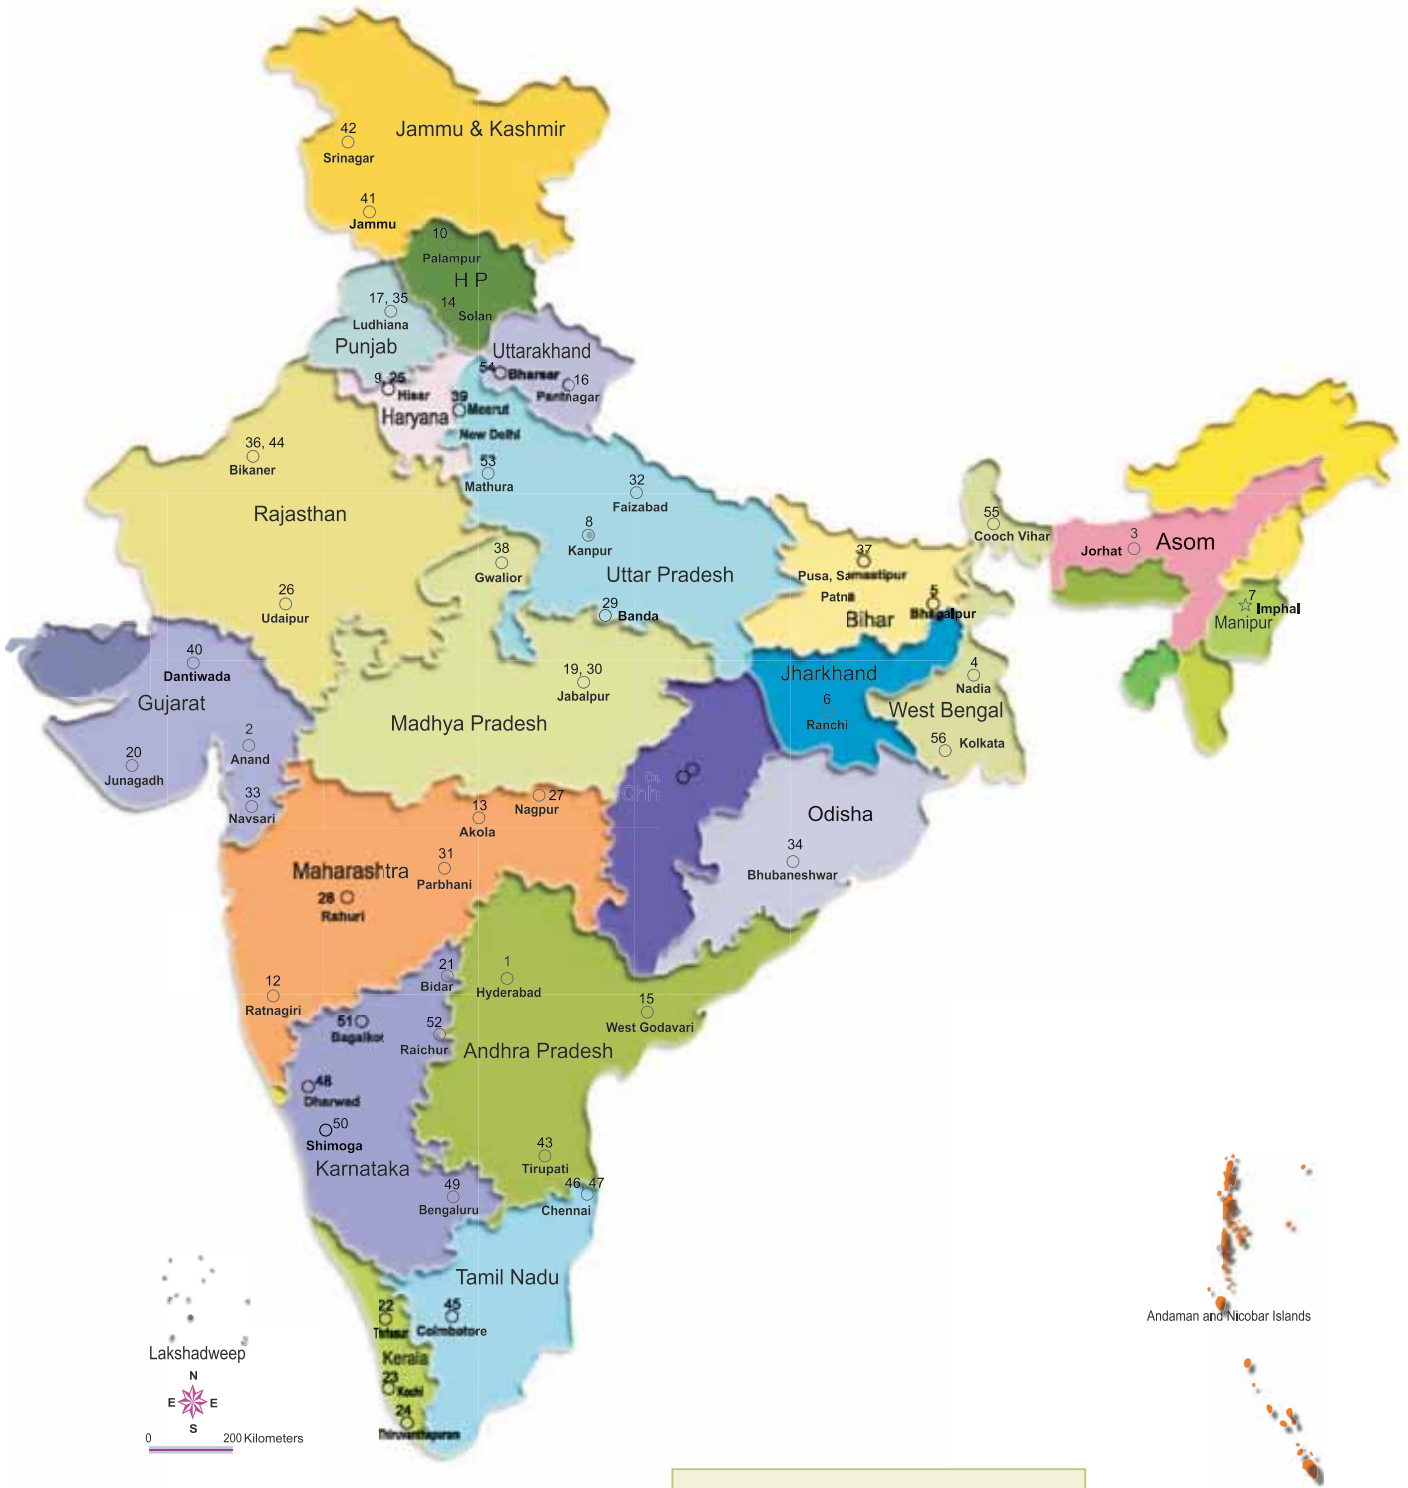 42
Jammu & Kashmir
Srinagar
41
Jammu
10
Palampur
H P
17, 35
14
Solan
Ludhiana
Punjab
Uttarakhand
54
Bharsar
16
Pantnagar
9, 25
Hisar
39
Meerut
Haryana
New Delhi
36, 44
Bikaner
53
Mathura
32
Faizabad
Rajasthan
8
Kanpur
55
Cooch Vihar
3
Jorhat
Asom
38
Gwalior
Uttar Pradesh
37
Pusa, Samastipur
Patna
5
Bhagalpur
Bihar
26
Udaipur
29
Banda
7
Imphal
Manipur
40
Dantiwada
Gujarat
19, 30
Jabalpur
Jharkhand
4
Nadia
6
Ranchi
West Bengal
Madhya Pradesh
2
Anand
56
Kolkata
20
Junagadh
33
Navsari
Du
Chh
27
Nagpur
13
Akola
Odisha
34
Bhubaneshwar
Maharashtra
31
Parbhani
28
Rahuri
21
Bidar
1
Hyderabad
12
Ratnagiri
15
West Godavari
51
Bagalkot
52
Raichur
Andhra Pradesh
48
Dharwad
50
Shimoga
Karnataka
43
Tirupati
49
Bengaluru
46, 47
Chennai
Tamil Nadu
22
Thrissur
45
Coimbatore
Kerala
23
Kochi
24
Andaman and Nicobar Islands
Lakshadweep
N
E E
S
0 200 Kilometers